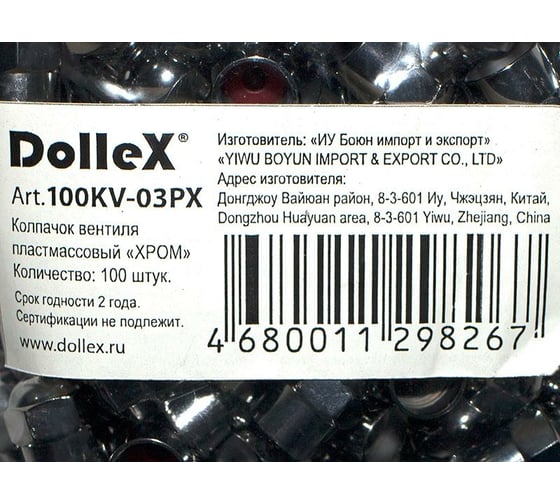 DolleX®
Art.100KV-03PX
Колпачок вентиля
пластмассовый «ХРОМ»
Количество: 100 штук.
Срок годности 2 года.
Сертификации не подлежит.
www.dollex.ru
Изготовитель: «ИУ Боюн импорт и экспорт»
«YIWU BOYUN IMPORT & EXPORT CO., LTD»
Адрес изготовителя:
Донгджоу Вайюан район, 8-3-601 Иу, Чжэцзян, Китай,
Dongzhou Huayuan area, 8-3-601 Yiwu, Zhejiang, China
4 680011 298267